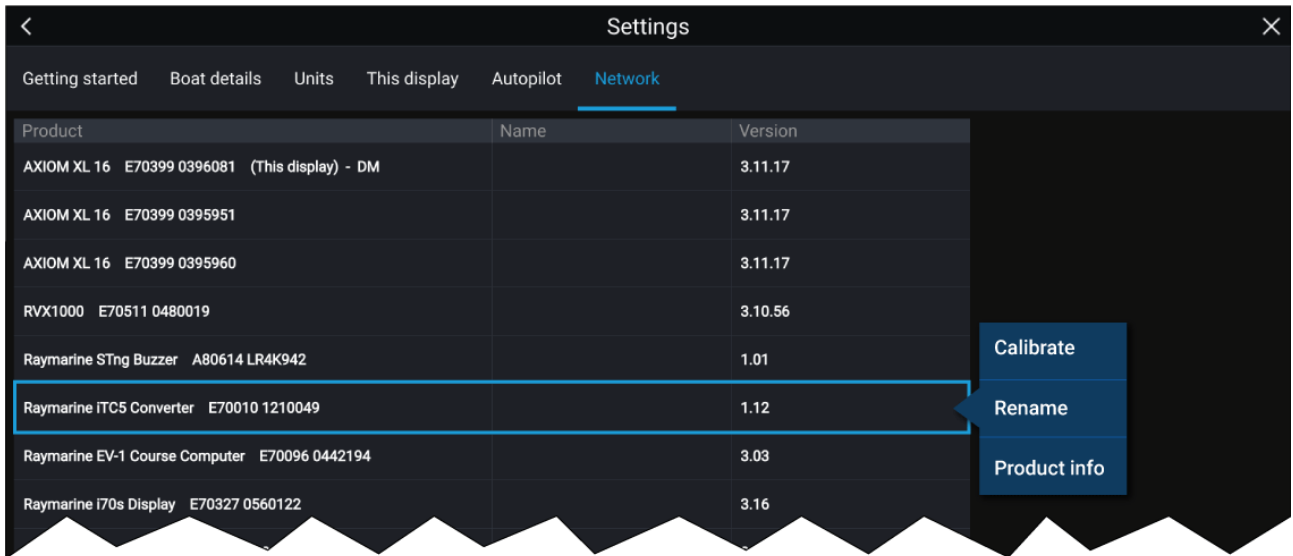 Settings
Getting started Boat details Units This display Autopilot Network
Product Name Version
AXIOM XL 16 E70399 0396081 (This display) - DM 3.11.17
AXIOM XL 16 E70399 0395951 3.11.17
AXIOM XL 16 E70399 0395960 3.11.17
RVX1000 E70511 0480019 3.10.56
Raymarine STng Buzzer A80614 LR4K942 1.01
Calibrate
Raymarine iTC5 Converter E70010 1210049 1.12
Rename
Raymarine EV-1 Course Computer E70096 0442194 3.03
Product info
Raymarine i70s Display E70327 0560122 3.16